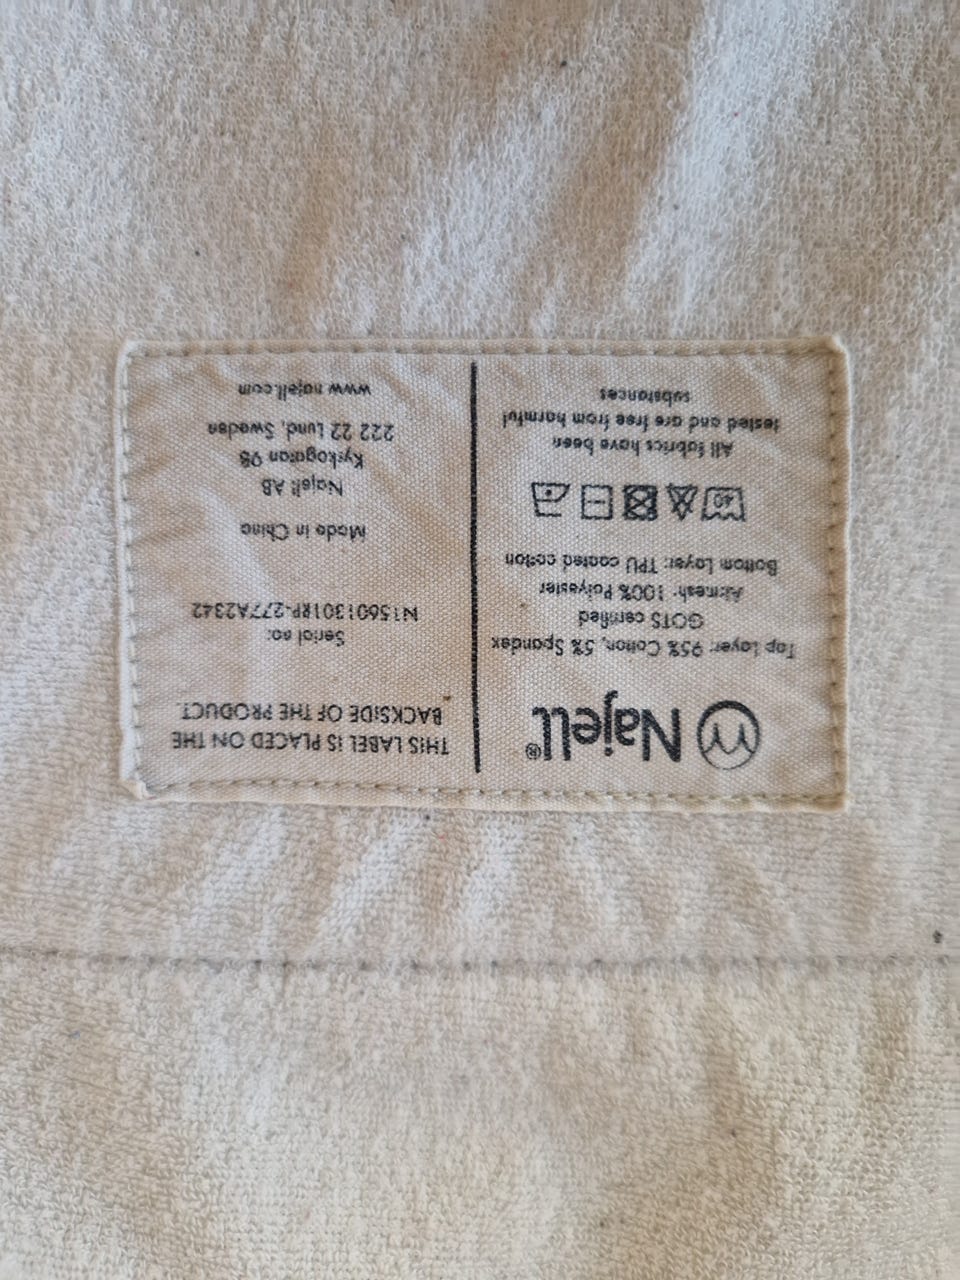 Najell®
Top Layer: 95% Cotton, 5% Spandex
GOTS certified
Airmesh: 100% Polyester
Bottom Layer: TPU coated cotton
40
All fabrics have been
tested and are free from harmful
substances
THIS LABEL IS PLACED ON THE
BACKSIDE OF THE PRODUCT.
Serial no:
N15601301RP-277A2342
Made in China
Najell AB
Kyrkogatan 9B
222 22 Lund, Sweden
www.najell.com